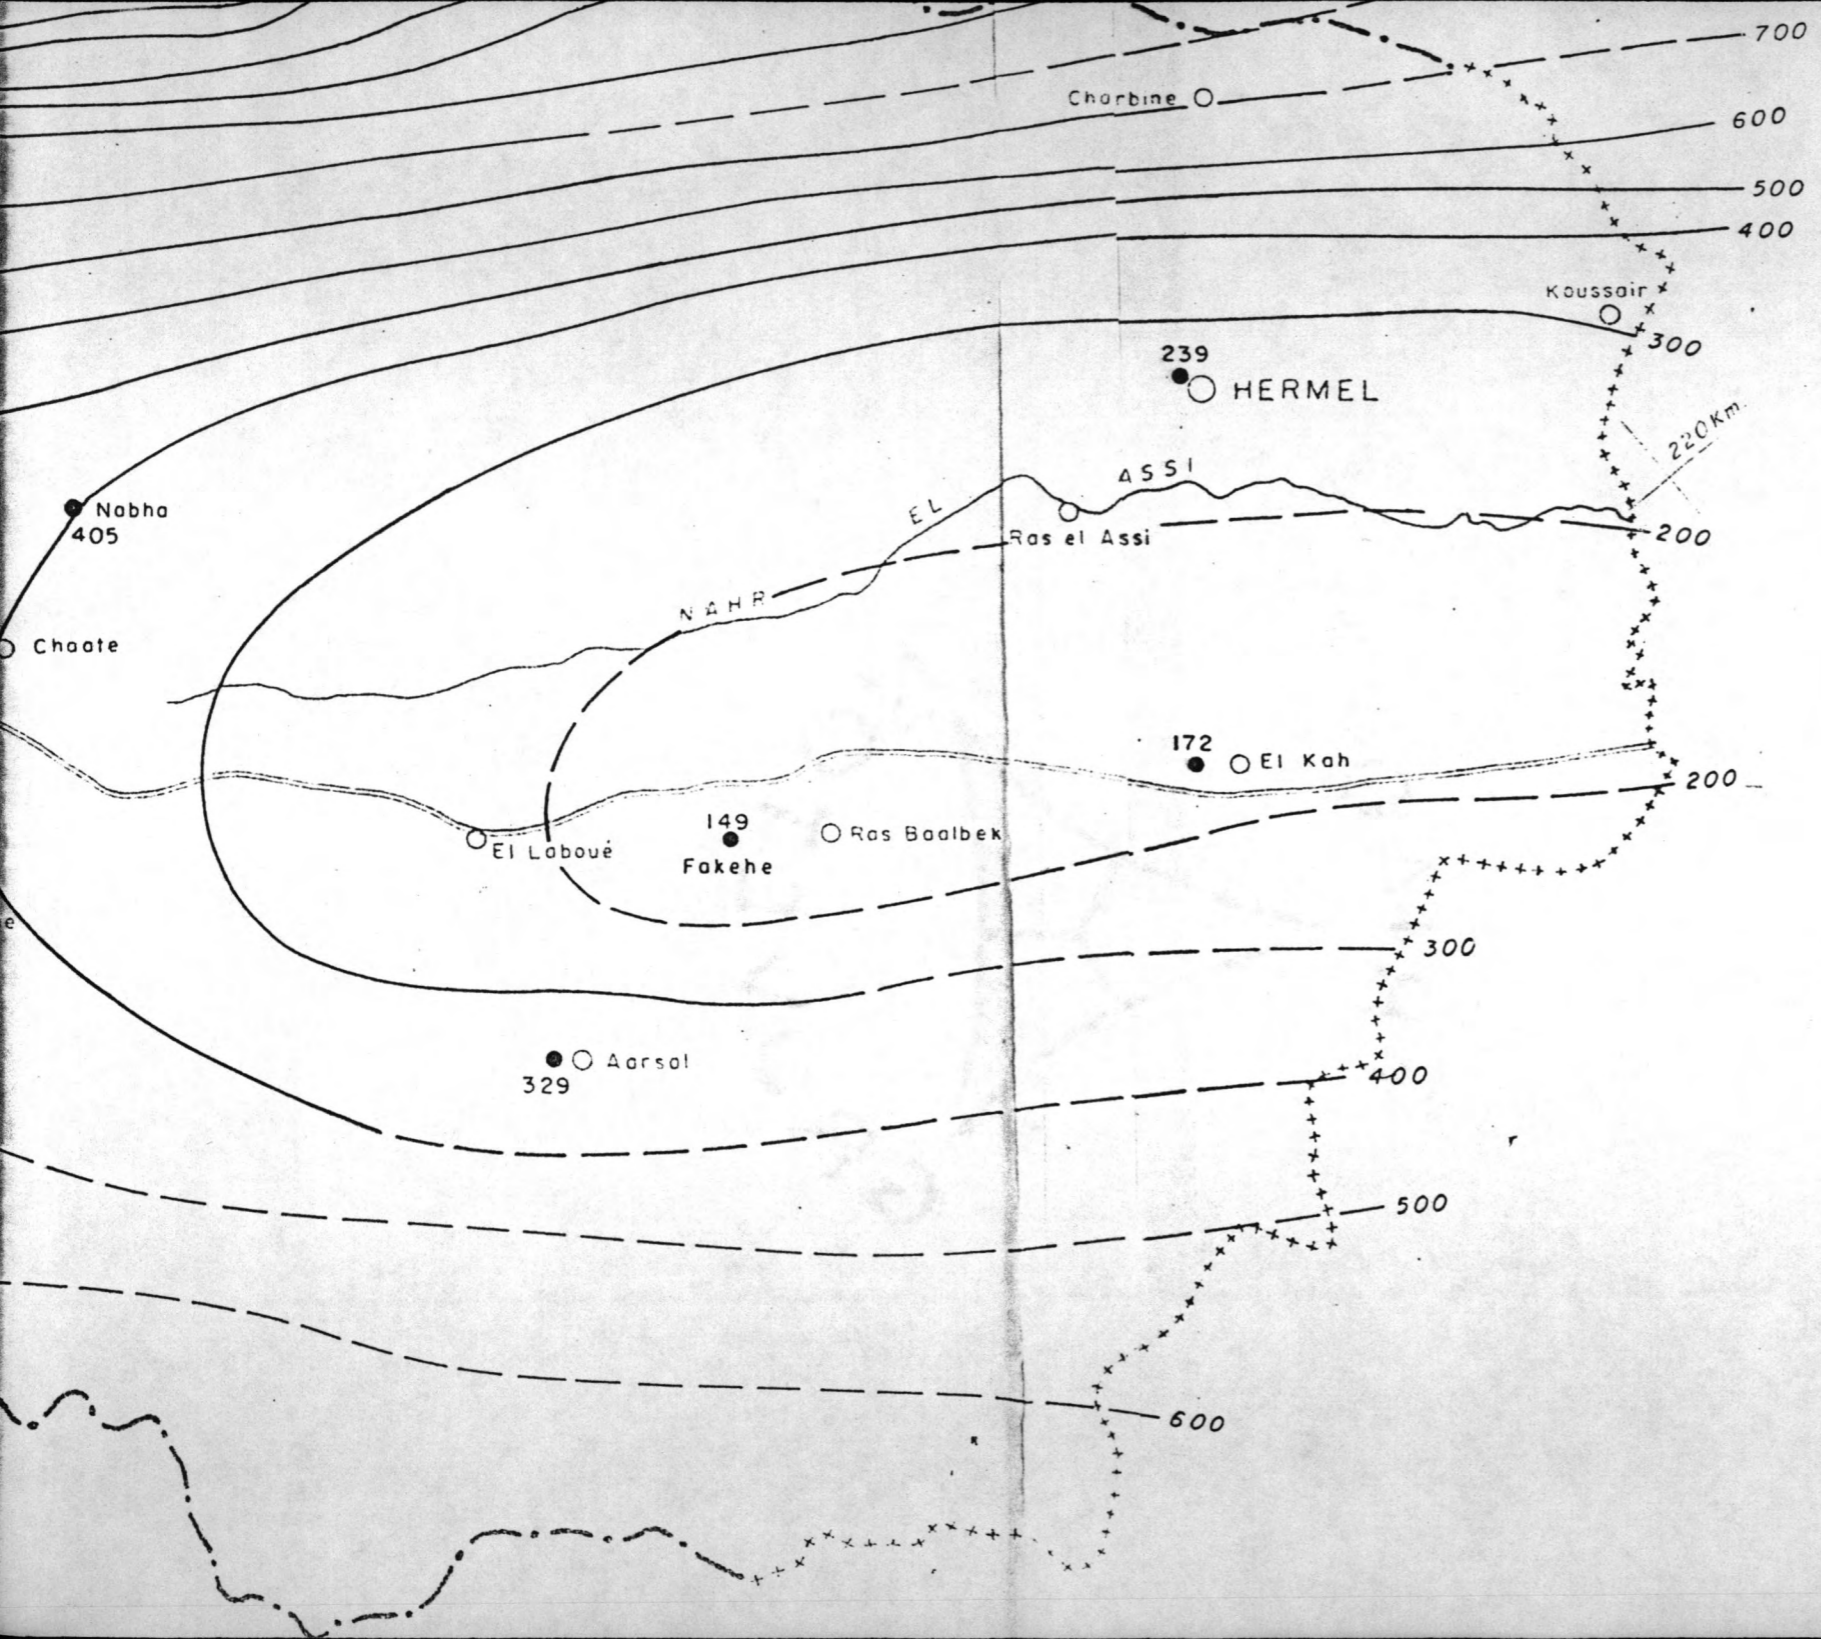 700
Charbine
600
500
400
Koussair
300
239
HERMEL
220 Km.
ASSI
EL
Nabha
405
Ras el Assi
200
NAHR
Chaate
172
El Kah
200
149
Ras Baalbek
El Laboué
Fakehe
e
300
Aarsal
329
400
500
600